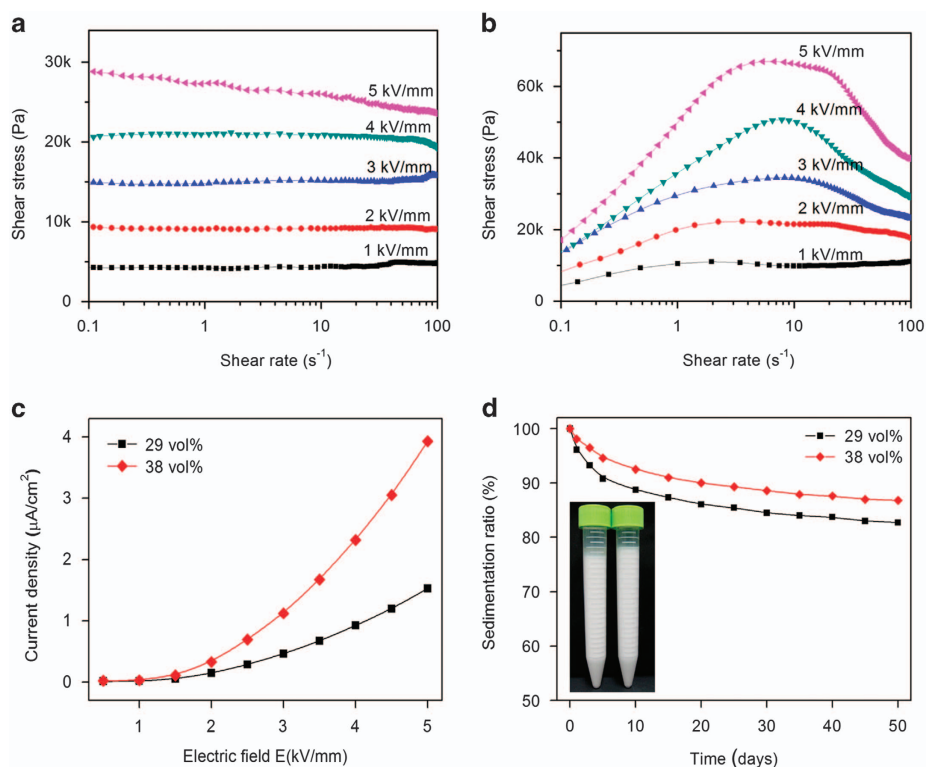 a
30k
20k
10k
0
0.1
1
10
100
Shear stress (Pa)
Shear rate (s⁻¹)
5 kV/mm
4 kV/mm
3 kV/mm
2 kV/mm
1 kV/mm
b
60k
40k
20k
0
0.1
1
10
100
Shear stress (Pa)
Shear rate (s⁻¹)
5 kV/mm
4 kV/mm
3 kV/mm
2 kV/mm
1 kV/mm
c
29 vol%
38 vol%
4
3
2
1
0
1
2
3
4
5
Current density (μA/cm²)
Electric field E(kV/mm)
d
29 vol%
38 vol%
100
90
80
70
60
50
0
10
20
30
40
50
Sedimentation ratio (%)
Time (days)